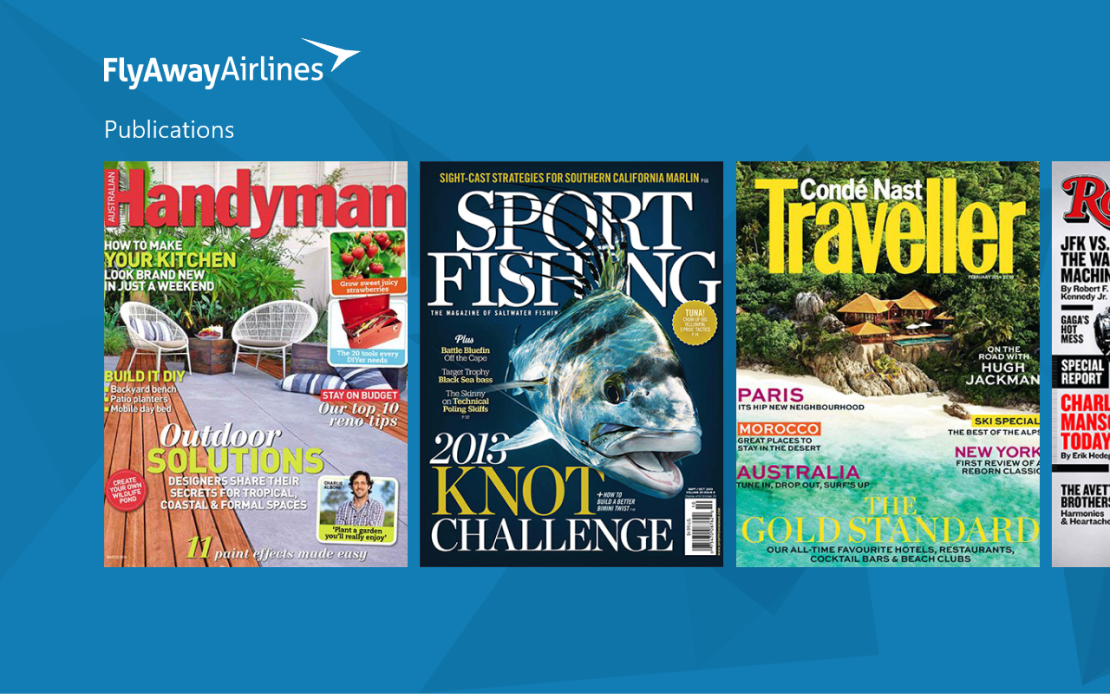 FlyAwayAirlines
Publications
AUSTRALIAN
Handyman
HOW TO MAKE
YOUR KITCHEN
LOOK BRAND NEW
IN JUST A WEEKEND
Grow sweet juicy
strawberries
The 20 tools every
DIYer needs
BUILD IT DIY
Backyard bench
Patio planters
Mobile day bed
STAY ON BUDGET
Our top 10
reno tips
Outdoor
SOLUTIONS
DESIGNERS SHARE THEIR
SECRETS FOR TROPICAL,
COASTAL & FORMAL SPACES
CREATE
YOUR OWN
WILDLIFE
POND
CHARLIE
ALBONE
'Plant a garden
you'll really enjoy'
11 paint effects made easy
SIGHT-CAST STRATEGIES FOR SOUTHERN CALIFORNIA MARLIN
SPORT
FISHING
THE MAGAZINE OF SALTWATER FISHIN
TUNA!
Plus
Battle Bluefin
Off the Cape
Target Trophy
Black Sea bass
The Skinny
on Technical
Poling Skiffs
2013
KNOT
CHALLENGE
+HOW TO
BUILD A BETTER
BIMINI TWIST
Condé Nast
Traveller
ON THE
ROAD WITH
HUGH
JACKMAN
PARIS
ITS HIP NEW NEIGHBOURHOOD
MOROCCO
GREAT PLACES TO
STAY IN THE DESERT
AUSTRALIA
TUNE IN, DROP OUT, SURF'S UP
SKI SPECIAL
THE BEST OF THE ALPS
NEW YORK
FIRST REVIEW OF A
REBORN CLASSIC
THE
GOLD STANDARD
OUR ALL-TIME FAVOURITE HOTELS, RESTAURANTS,
COCKTAIL BARS & BEACH CLUBS
Ro
JFK VS.
THE WA
MACHIN
By Robert F.
Kennedy Jr.
GAGA'S
HOT
MESS
SPECIAL
REPORT
CHARL
MANSO
TODAY
By Erik Hede
THE AVET
BROTHERS
Harmonies
& Heartache